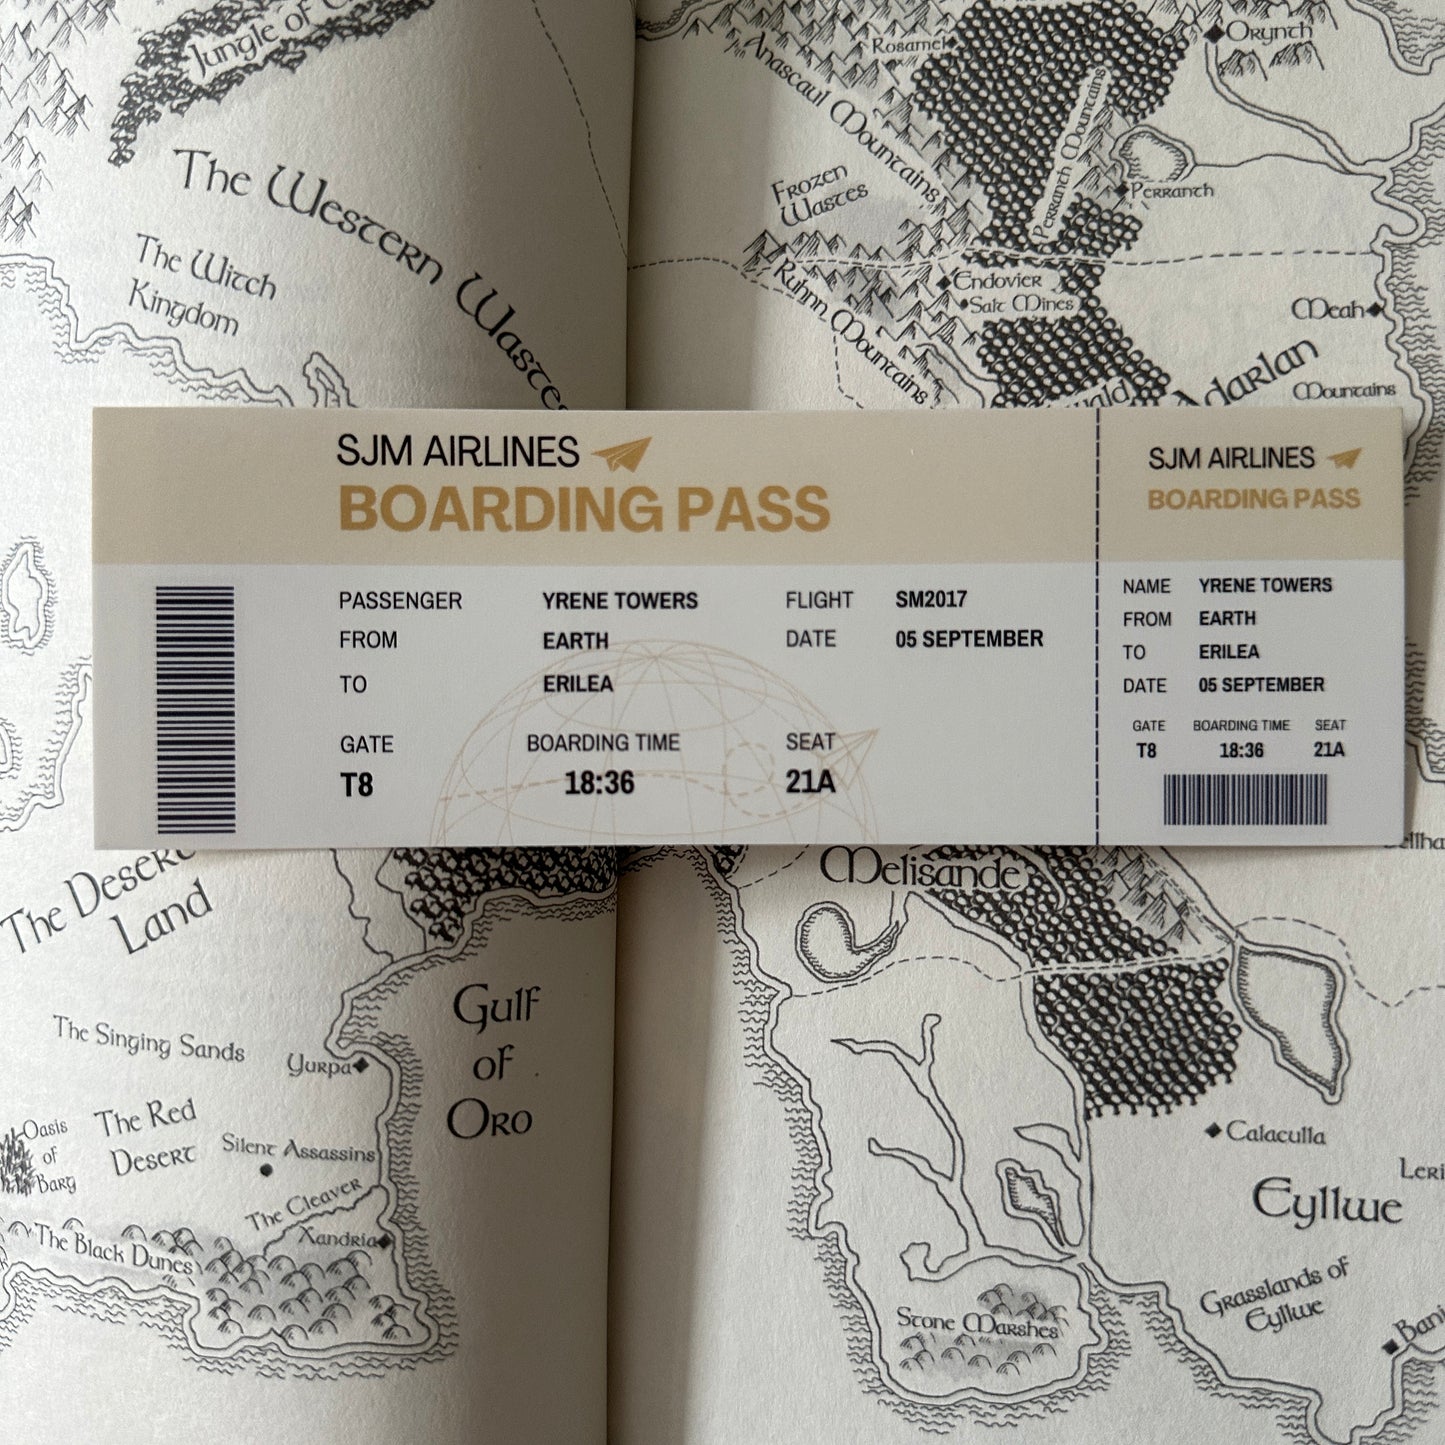 Jungle of
The Western Wastes
The Witch
Kingdom
Rosamel
Orynth
Anascaul Mountains
Perranth Mountains
Frozen
Wastes
Perranth
Ruhnn Mountains
Endovier
Salt Mines
Meah
Adarlan
Mountains
SJM AIRLINES
BOARDING PASS
PASSENGER YRENE TOWERS FLIGHT SM2017
FROM EARTH DATE 05 SEPTEMBER
TO ERILEA
GATE BOARDING TIME SEAT
T8 18:36 21A
SJM AIRLINES
BOARDING PASS
NAME YRENE TOWERS
FROM EARTH
TO ERILEA
DATE 05 SEPTEMBER
GATE BOARDING TIME SEAT
T8 18:36 21A
Melisande
The Desert
Land
Gulf
of
Oro
The Singing Sands
Yurpa
Oasis
of
Barq
The Red
Desert
Silent Assassins
The Cleaver
Xandria
The Black Dunes
Calaculla
Eyllwe
Grasslands of
Eyllwe
Stone Marshes